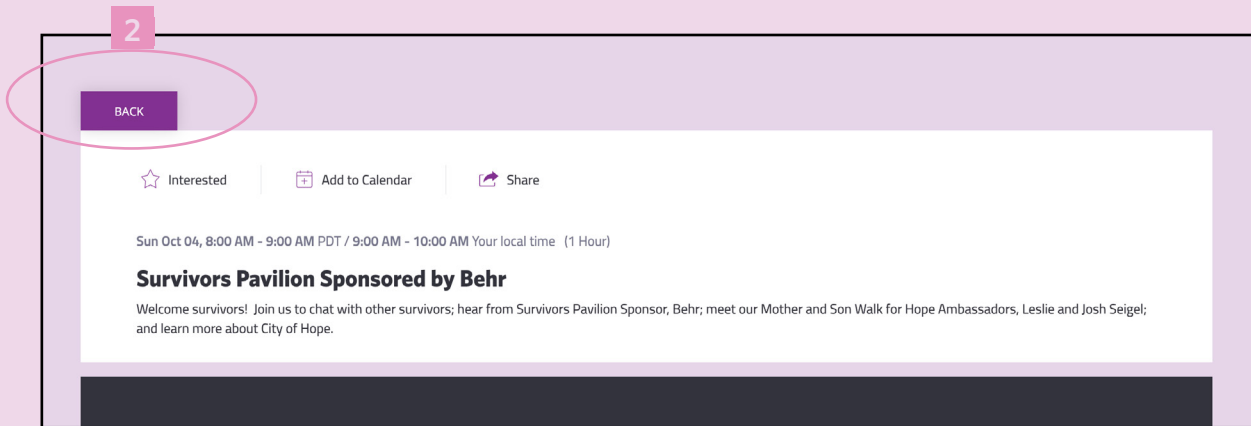 2
BACK
Interested
Add to Calendar
Share
Sun Oct 04, 8:00 AM - 9:00 AM PDT / 9:00 AM - 10:00 AM Your local time (1 Hour)
Survivors Pavilion Sponsored by Behr
Welcome survivors! Join us to chat with other survivors; hear from Survivors Pavilion Sponsor, Behr; meet our Mother and Son Walk for Hope Ambassadors, Leslie and Josh Seigel;
and learn more about City of Hope.